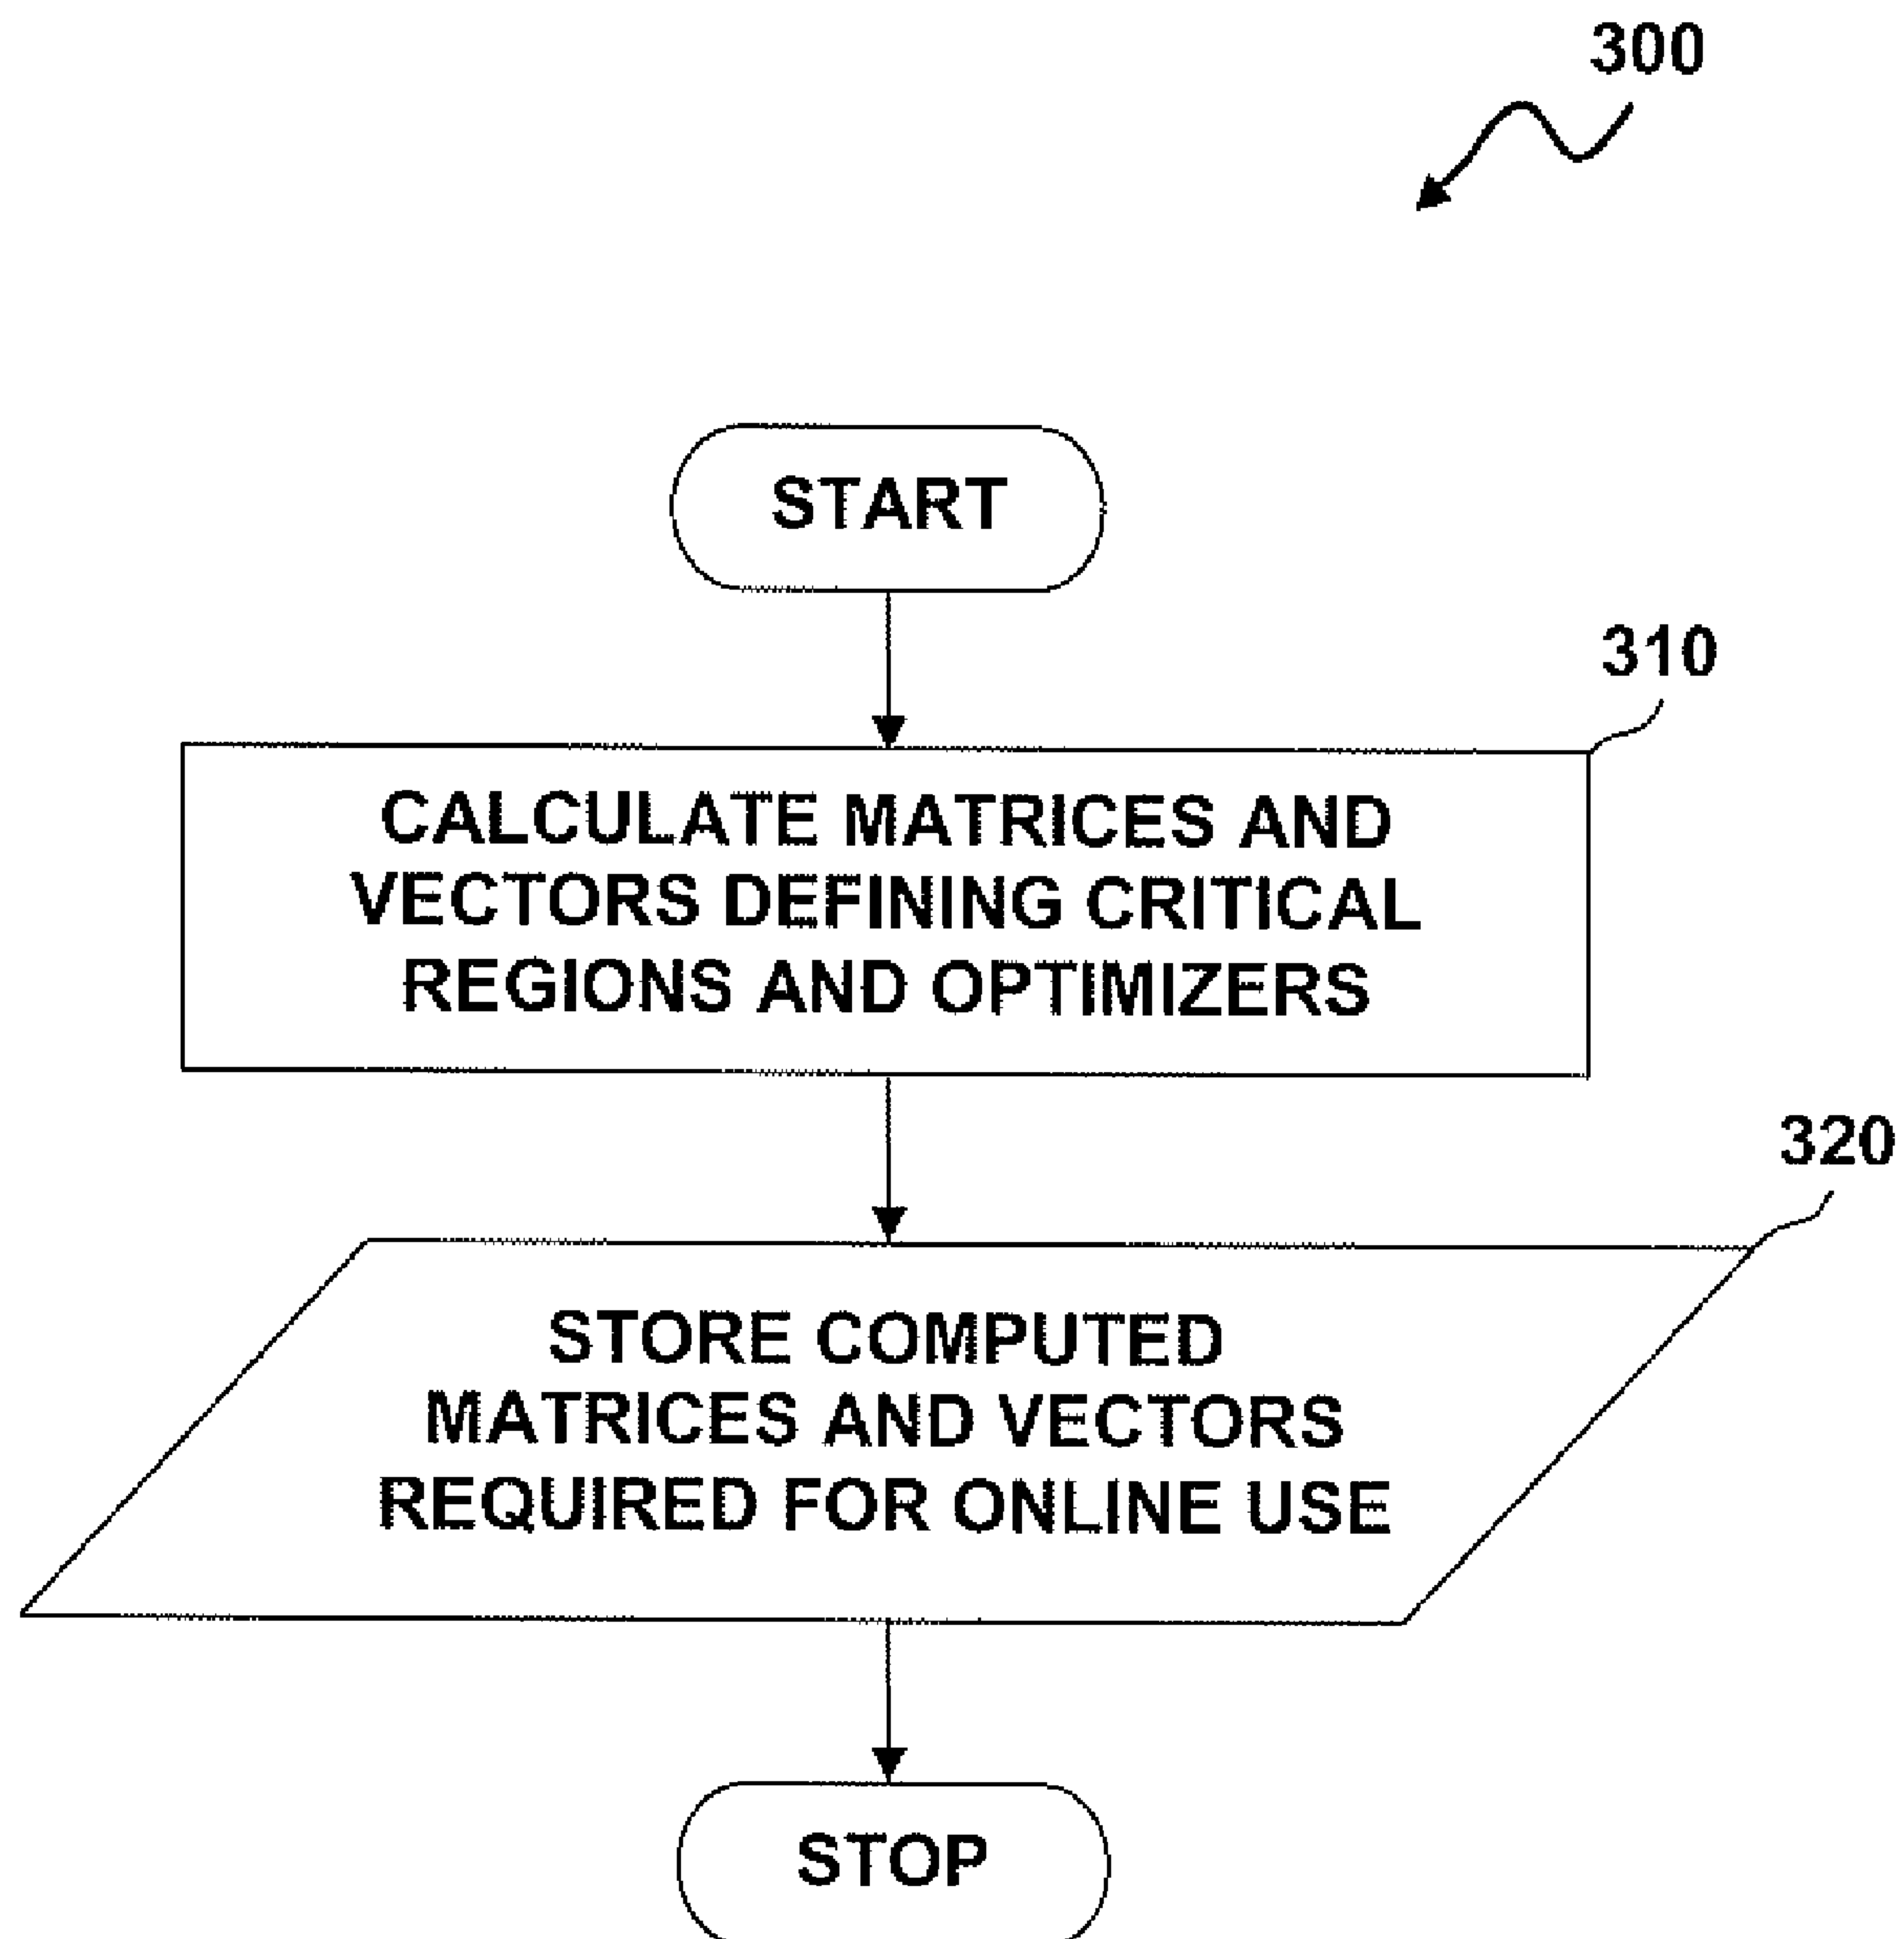 300
START
310
CALCULATE MATRICES AND
VECTORS DEFINING CRITICAL
REGIONS AND OPTIMIZERS
320
STORE COMPUTED
MATRICES AND VECTORS
REQUIRED FOR ONLINE USE
STOP